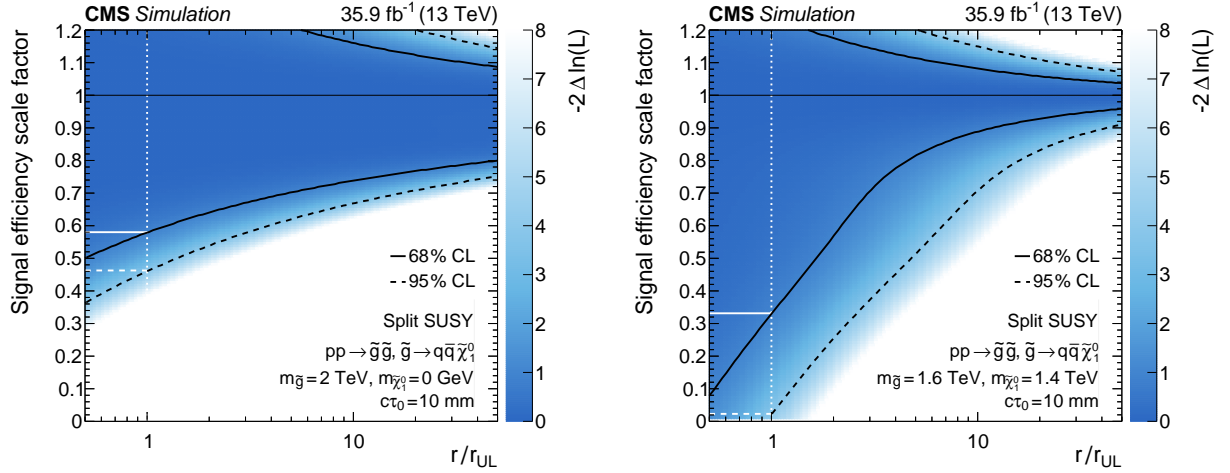 CMS Simulation 35.9 fb⁻¹ (13 TeV)
Signal efficiency scale factor
1.2
1.1
1
0.9
0.8
0.7
0.6
0.5
0.4
0.3
0.2
0.1
0
68% CL
95% CL
Split SUSY
pp→g̃g̃, g̃→qq̅χ̃₁⁰
m_g̃=2 TeV, m_χ̃₁⁰=0 GeV
cτ₀=10 mm
1 10
r/r_UL
8
7
6
5
4
3
2
1
0
-2 Δ ln(L)
CMS Simulation 35.9 fb⁻¹ (13 TeV)
Signal efficiency scale factor
1.2
1.1
1
0.9
0.8
0.7
0.6
0.5
0.4
0.3
0.2
0.1
0
68% CL
95% CL
Split SUSY
pp→g̃g̃, g̃→qq̅χ̃₁⁰
m_g̃=1.6 TeV, m_χ̃₁⁰=1.4 TeV
cτ₀=10 mm
1 10
r/r_UL
8
7
6
5
4
3
2
1
0
-2 Δ ln(L)